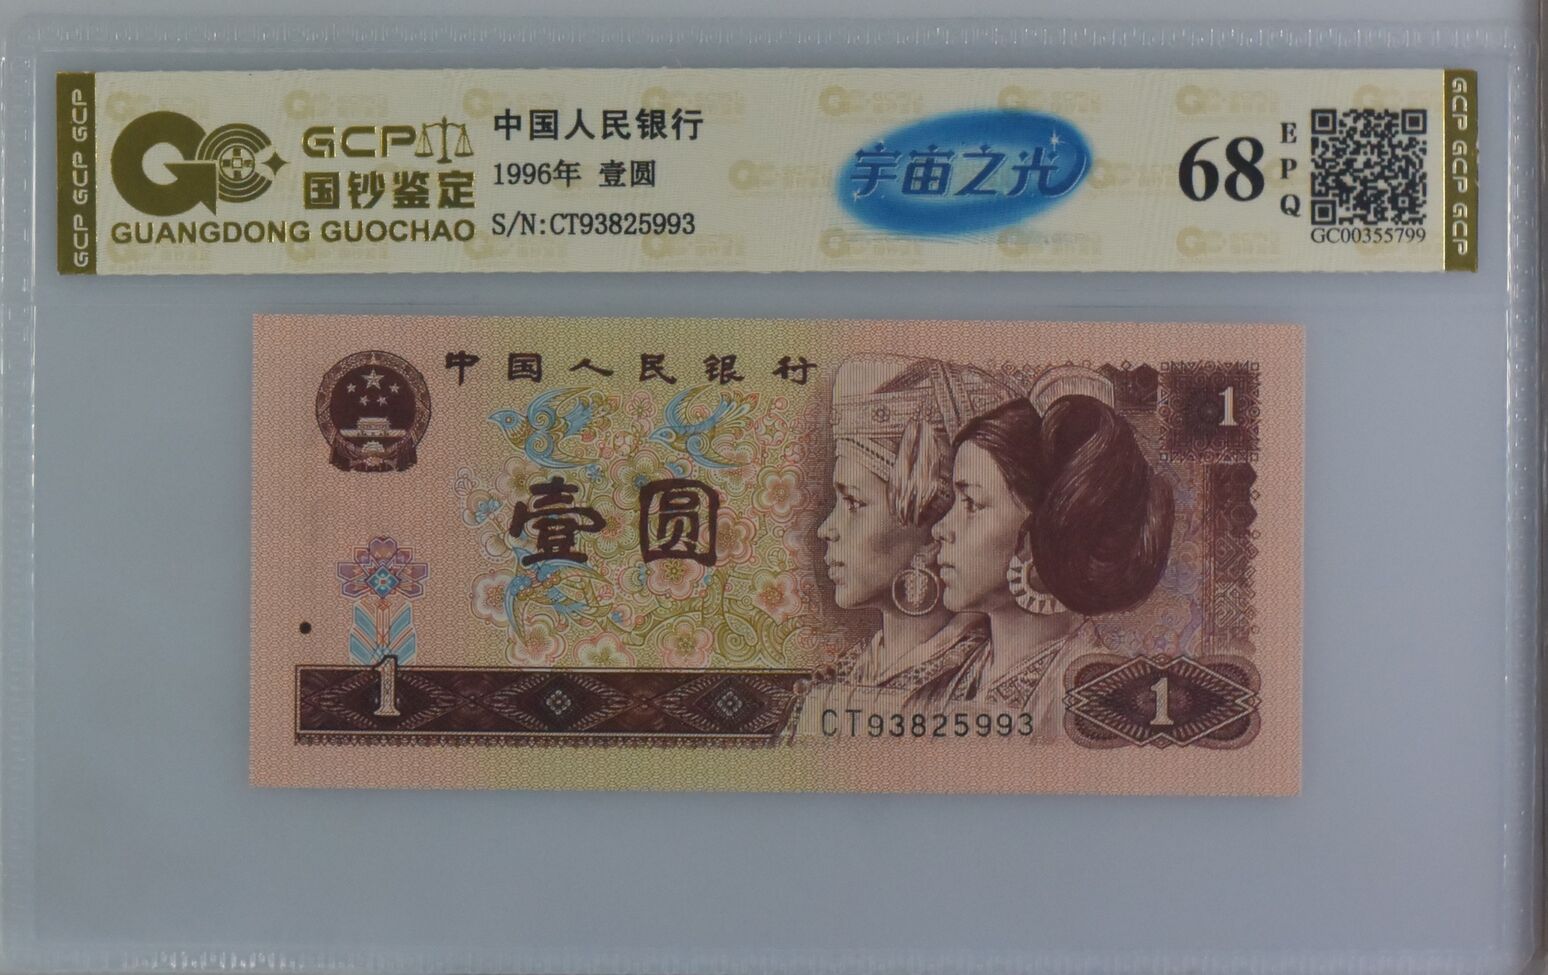 GCP GCP GCP
GCP
国钞鉴定
GUANGDONG GUOCHAO
中国人民银行
1996年 壹圆
S/N:CT93825993
宇宙之光
68
EPQ
GC00355799
GCP GCP GCP
中国人民银行
1
壹圆
1
CT93825993
1